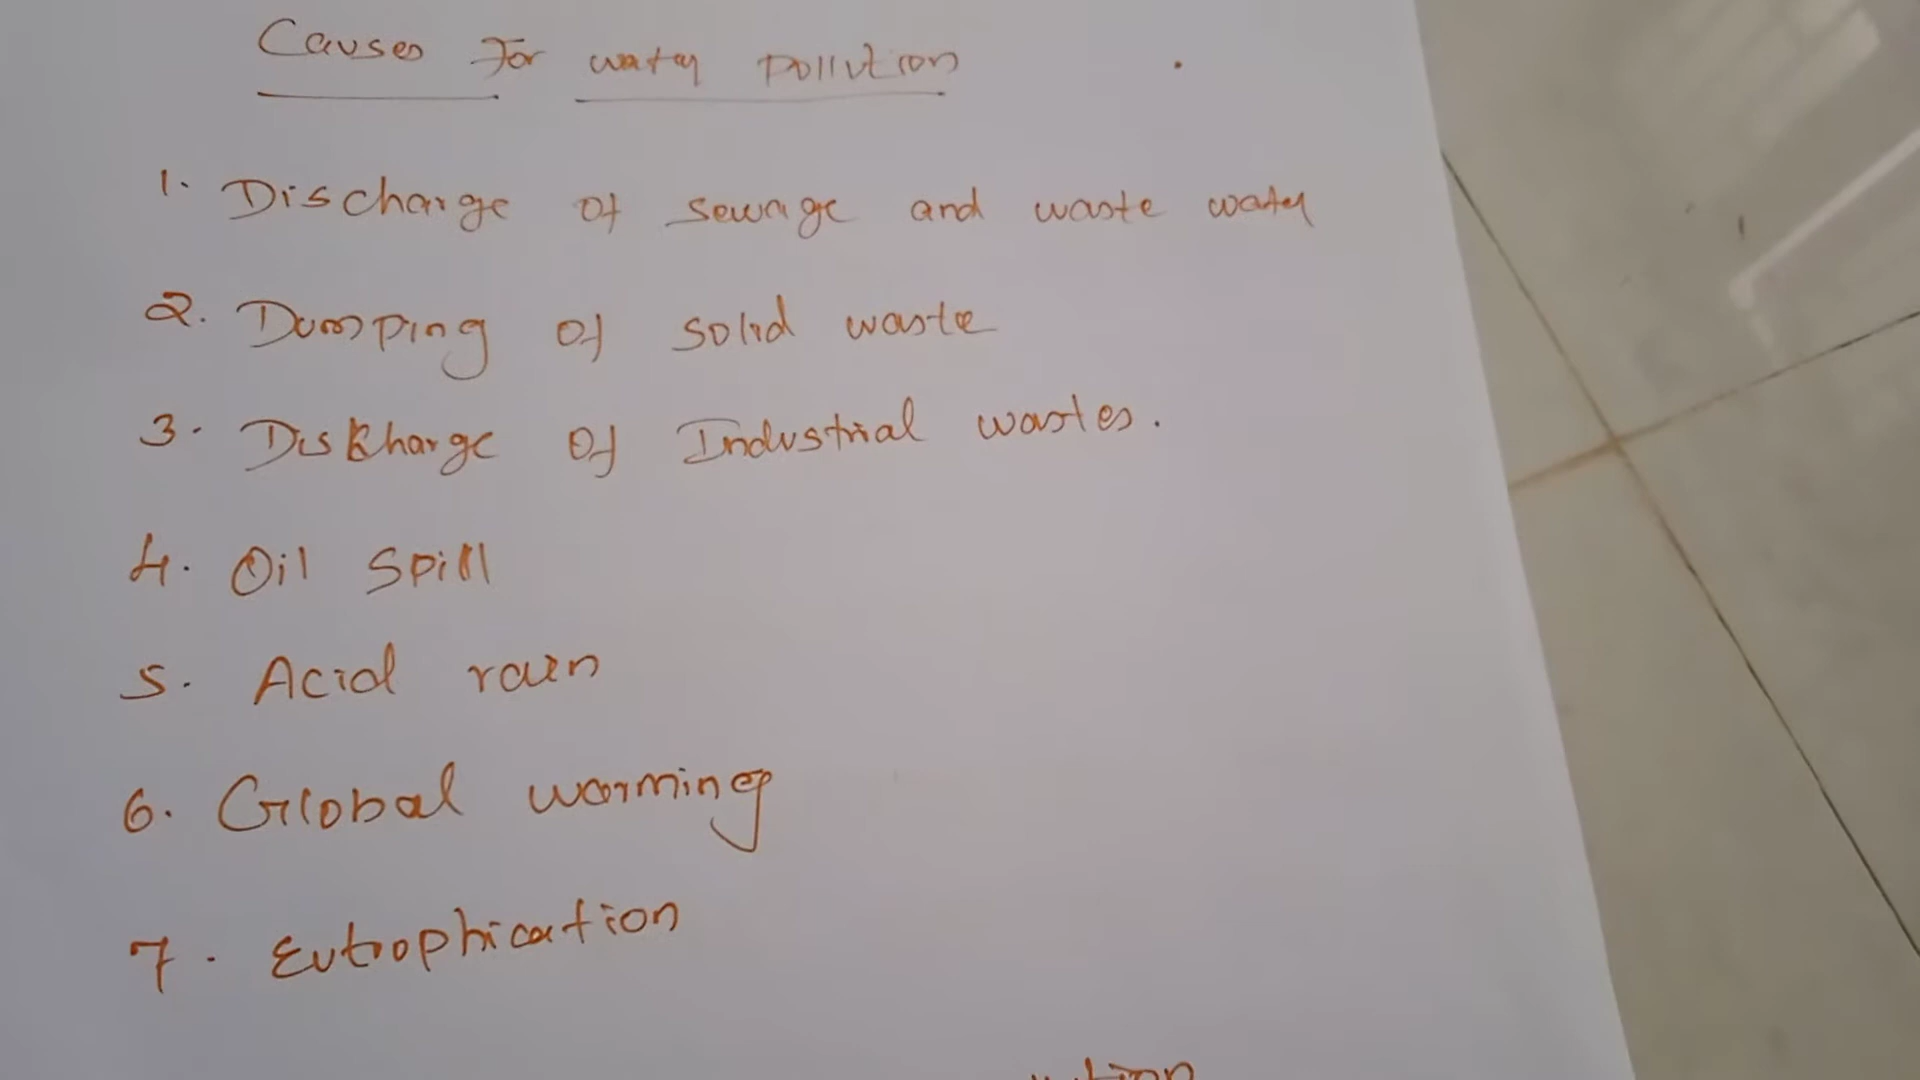 Causes For water pollution
1. Discharge of sewage and waste water
2. Dumping of solid waste
3. Discharge of Industrial wastes.
4. Oil Spill
5. Acid rain
6. Global warming
7. Eutrophication